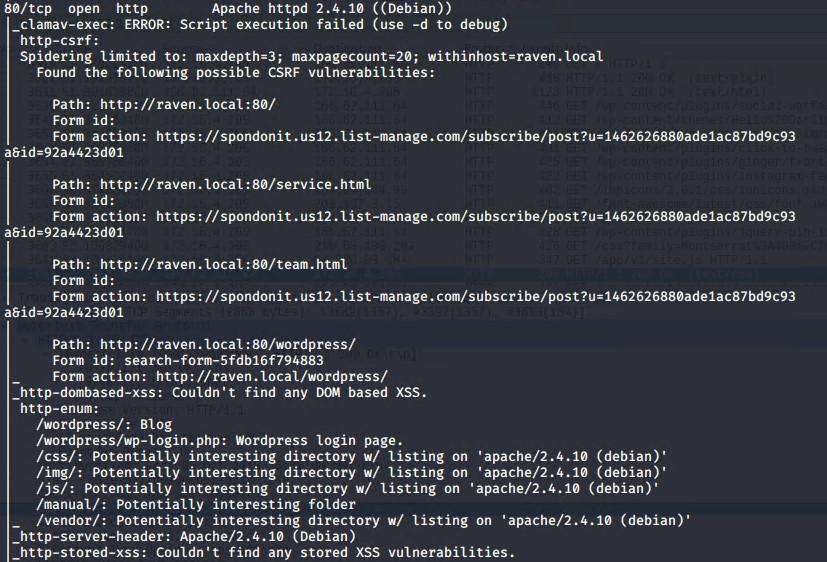 80/tcp  open  http        Apache httpd 2.4.10 ((Debian))
|_clamav-exec: ERROR: Script execution failed (use -d to debug)
| http-csrf:
| Spidering limited to: maxdepth=3; maxpagecount=20; withinhost=raven.local
|   Found the following possible CSRF vulnerabilities:
|
|     Path: http://raven.local:80/
|     Form id:
|     Form action: https://spondonit.us12.list-manage.com/subscribe/post?u=1462626880ade1ac87bd9c93
a&id=92a4423d01
|
|     Path: http://raven.local:80/service.html
|     Form id:
|     Form action: https://spondonit.us12.list-manage.com/subscribe/post?u=1462626880ade1ac87bd9c93
a&id=92a4423d01
|
|     Path: http://raven.local:80/team.html
|     Form id:
|     Form action: https://spondonit.us12.list-manage.com/subscribe/post?u=1462626880ade1ac87bd9c93
a&id=92a4423d01
|
|     Path: http://raven.local:80/wordpress/
|     Form id: search-form-5fdb16f794883
|_    Form action: http://raven.local/wordpress/
|_http-dombased-xss: Couldn't find any DOM based XSS.
| http-enum:
|   /wordpress/: Blog
|   /wordpress/wp-login.php: Wordpress login page.
|   /css/: Potentially interesting directory w/ listing on 'apache/2.4.10 (debian)'
|   /img/: Potentially interesting directory w/ listing on 'apache/2.4.10 (debian)'
|   /js/: Potentially interesting directory w/ listing on 'apache/2.4.10 (debian)'
|   /manual/: Potentially interesting folder
|_  /vendor/: Potentially interesting directory w/ listing on 'apache/2.4.10 (debian)'
|_http-server-header: Apache/2.4.10 (Debian)
|_http-stored-xss: Couldn't find any stored XSS vulnerabilities.